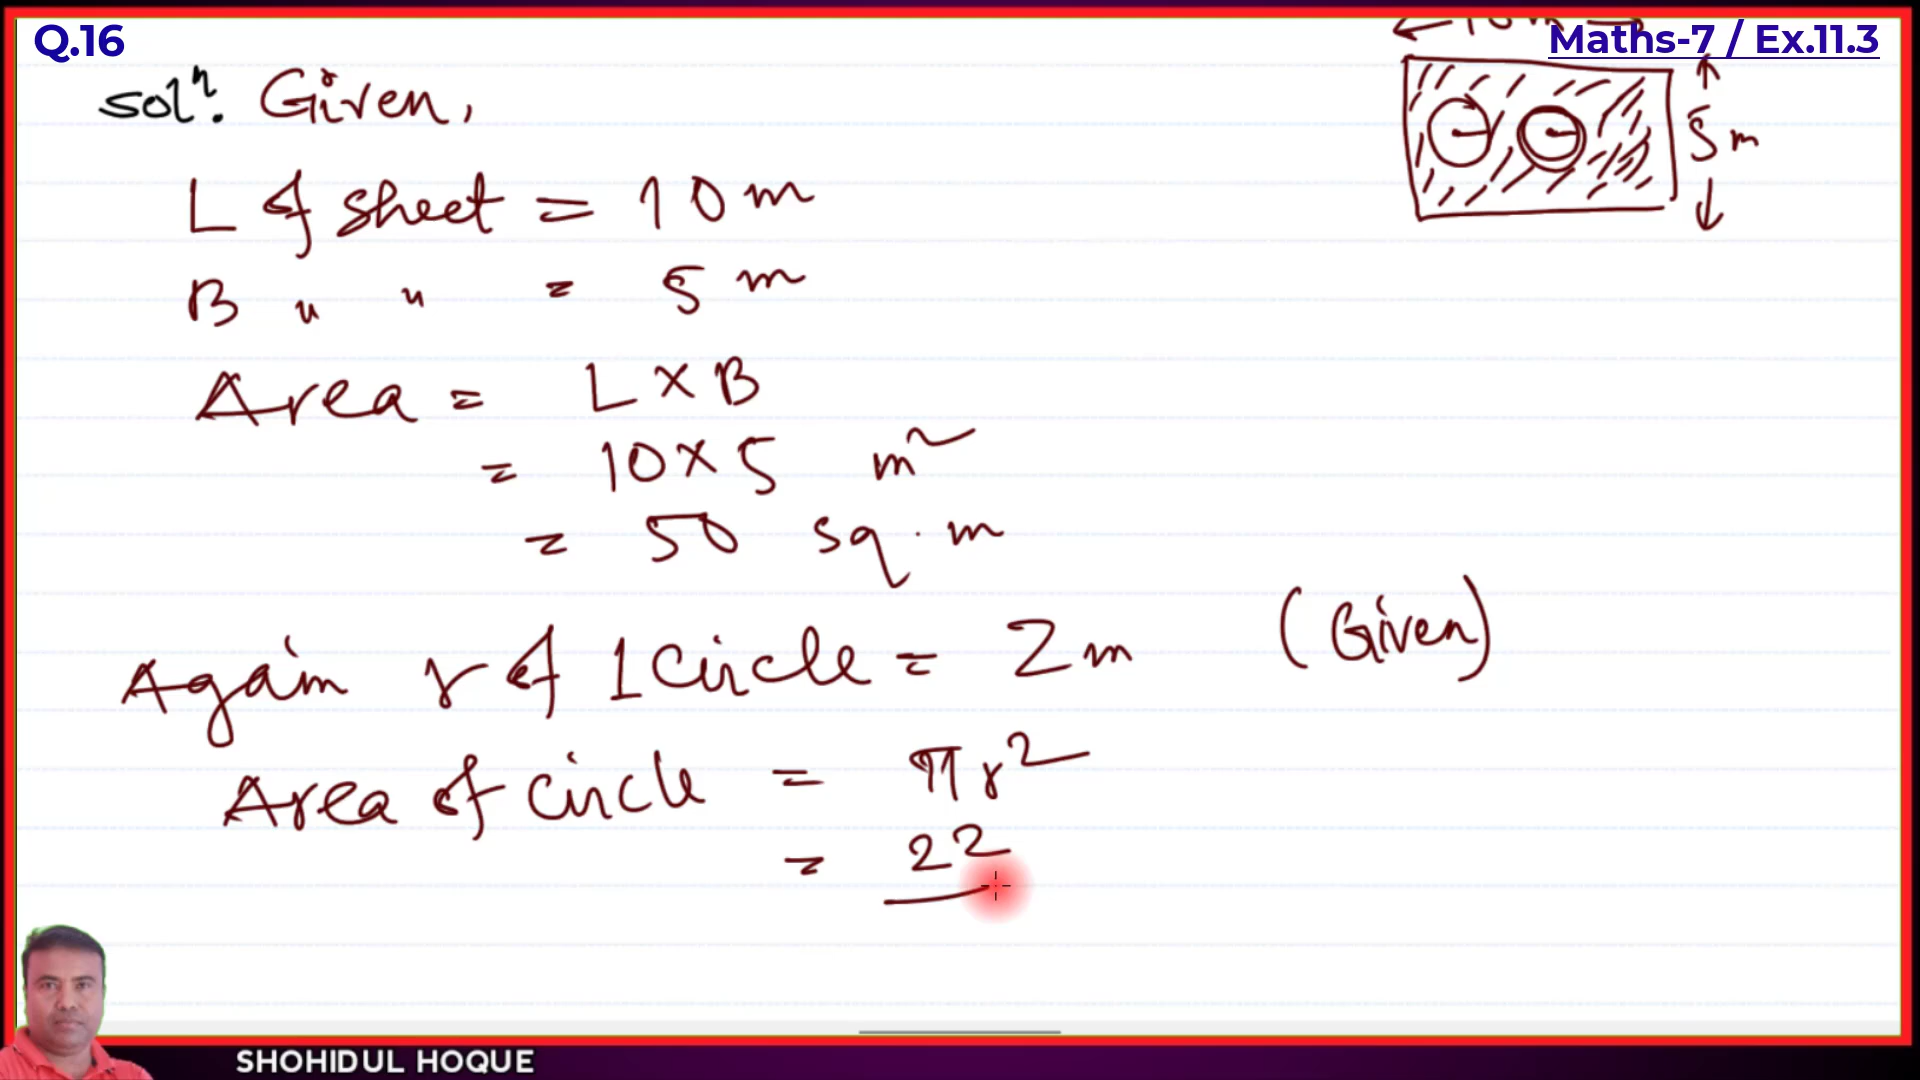 Q.16
Maths-7 / Ex.11.3
Solⁿ. Given,
5 m
L of sheet = 10 m
B " " = 5 m
Area = L × B
= 10 × 5 m²
= 50 sq. m
Again r of 1 Circle = 2 m (Given)
Area of circle = πr²
= 22
SHOHIDUL HOQUE